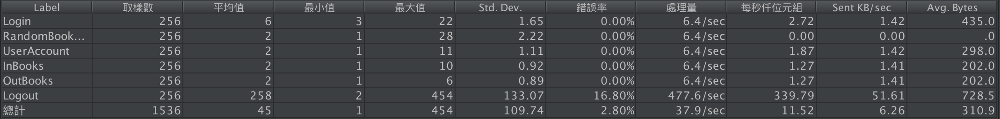 Label 取樣數 平均值 最小值 最大值 Std. Dev. 錯誤率 處理量 每秒仟位元組 Sent KB/sec Avg. Bytes
Login 256 6 3 22 1.65 0.00% 6.4/sec 2.72 1.42 435.0
RandomBook... 256 2 1 28 2.22 0.00% 6.4/sec 0.00 0.00 .0
UserAccount 256 2 1 11 1.11 0.00% 6.4/sec 1.87 1.42 298.0
InBooks 256 2 1 10 0.92 0.00% 6.4/sec 1.27 1.41 202.0
OutBooks 256 2 1 6 0.89 0.00% 6.4/sec 1.27 1.41 202.0
Logout 256 258 2 454 133.07 16.80% 477.6/sec 339.79 51.61 728.5
總計 1536 45 1 454 109.74 2.80% 37.9/sec 11.52 6.26 310.9